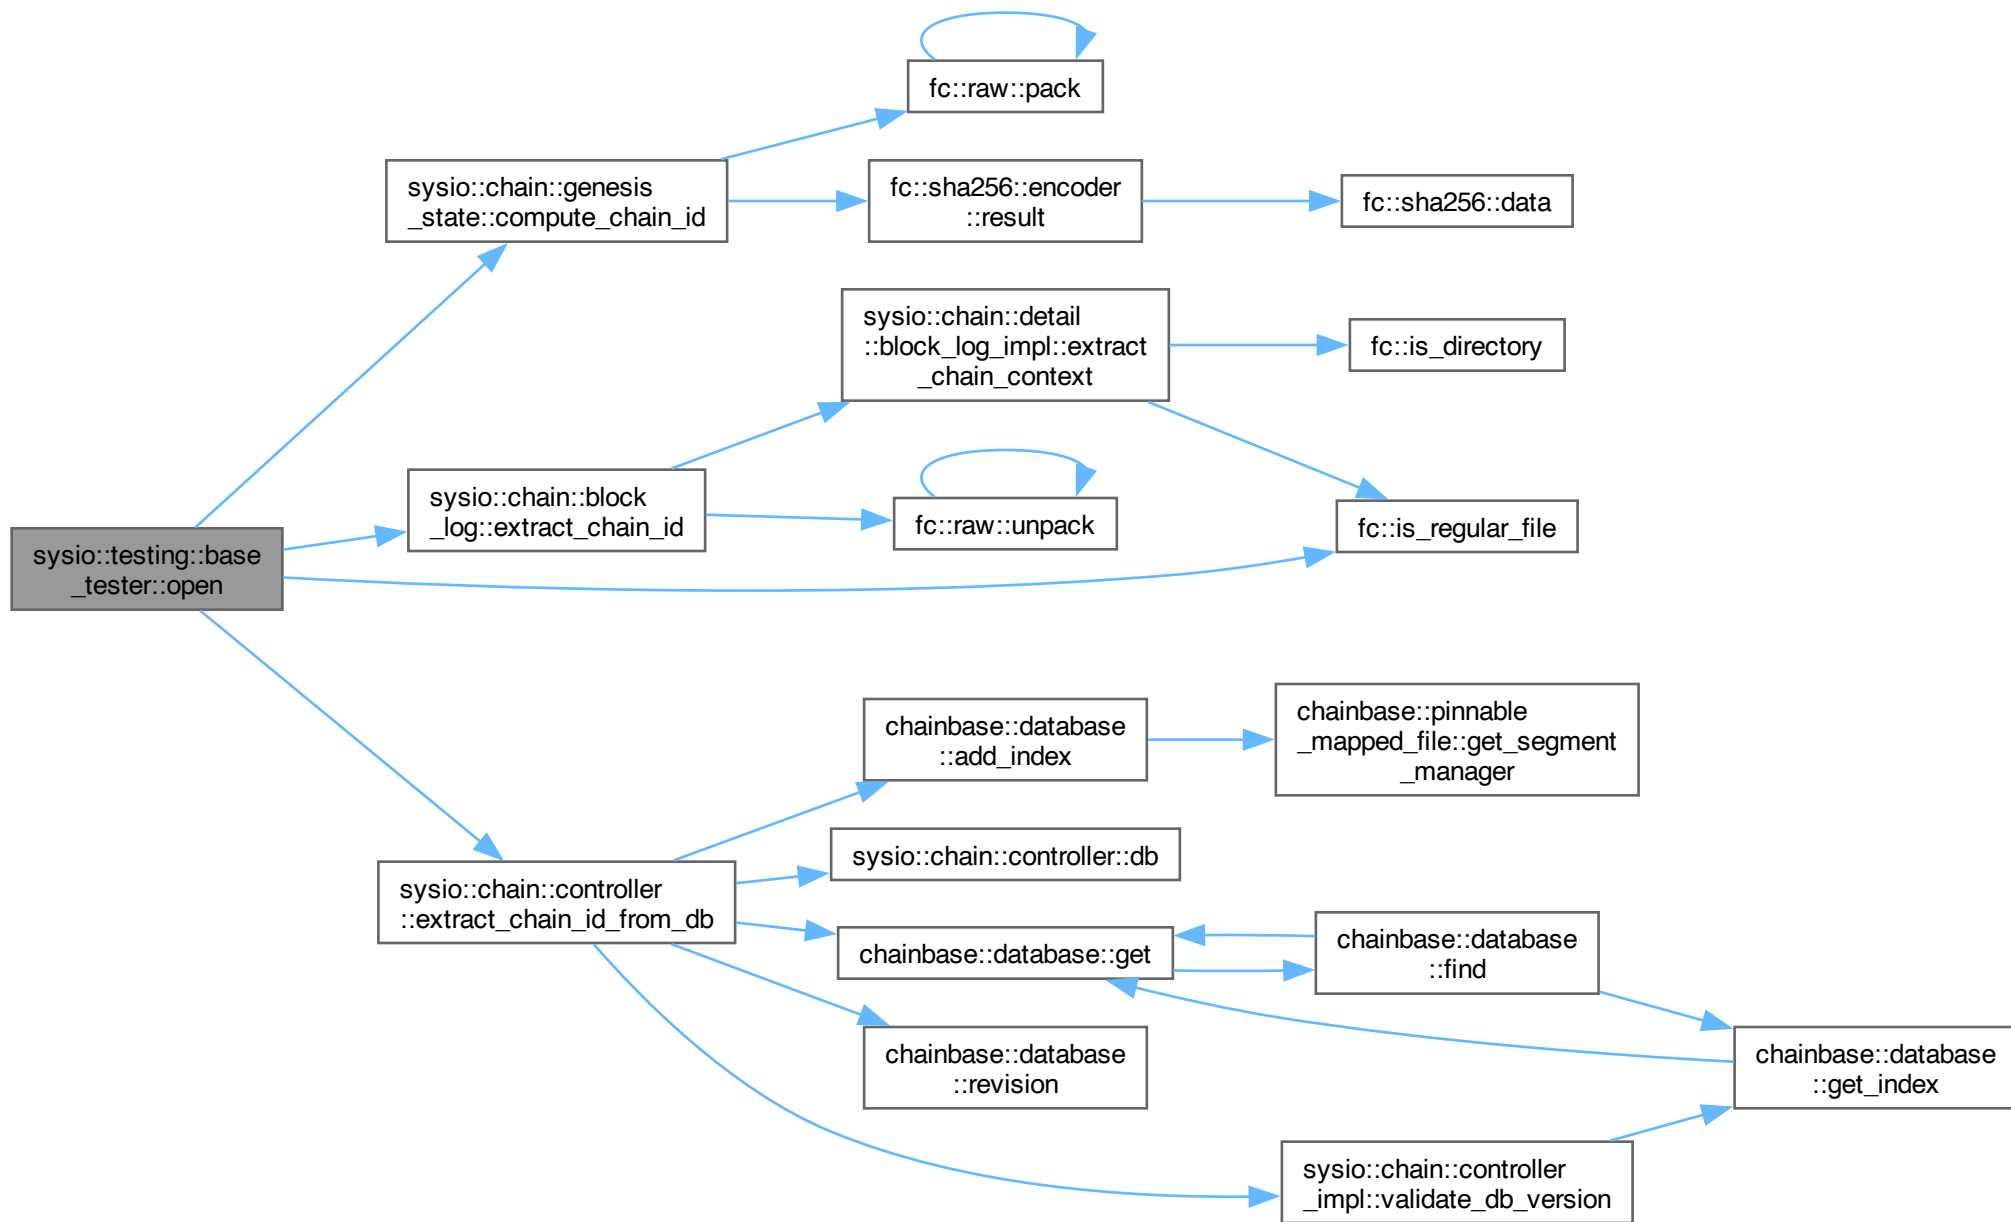 fc::raw::pack
sysio::chain::genesis
_state::compute_chain_id
fc::sha256::encoder
::result
fc::sha256::data
sysio::chain::detail
::block_log_impl::extract
_chain_context
fc::is_directory
sysio::chain::block
_log::extract_chain_id
fc::raw::unpack
fc::is_regular_file
sysio::testing::base
_tester::open
chainbase::database
::add_index
chainbase::pinnable
_mapped_file::get_segment
_manager
sysio::chain::controller::db
sysio::chain::controller
::extract_chain_id_from_db
chainbase::database::get
chainbase::database
::find
chainbase::database
::revision
chainbase::database
::get_index
sysio::chain::controller
_impl::validate_db_version